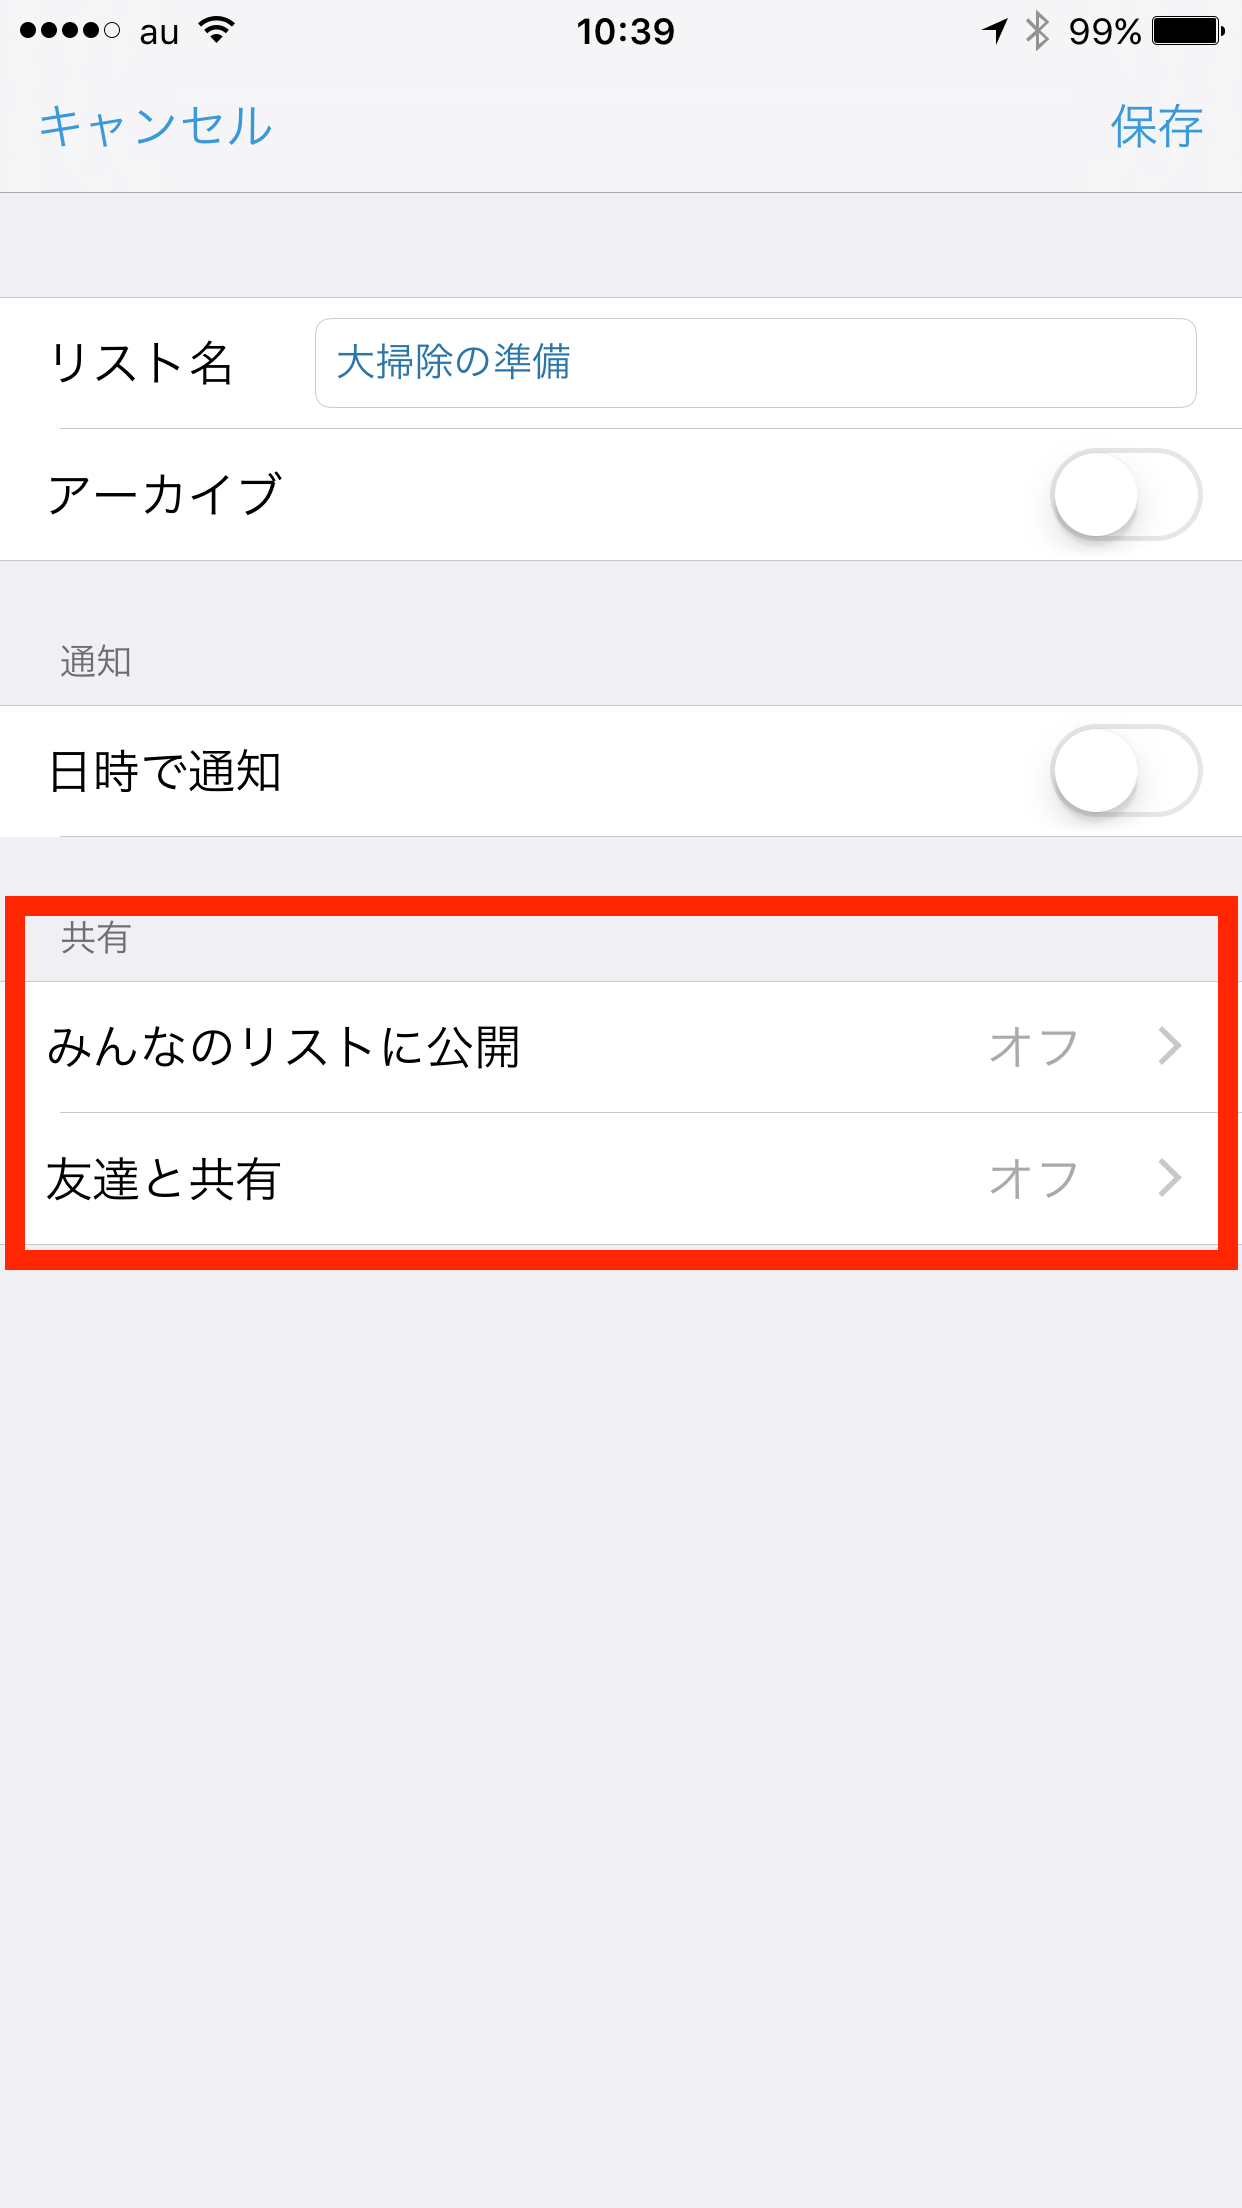 au 10:39 99%
キャンセル 保存
リスト名 大掃除の準備
アーカイブ
通知
日時で通知
共有
みんなのリストに公開 オフ
友達と共有 オフ